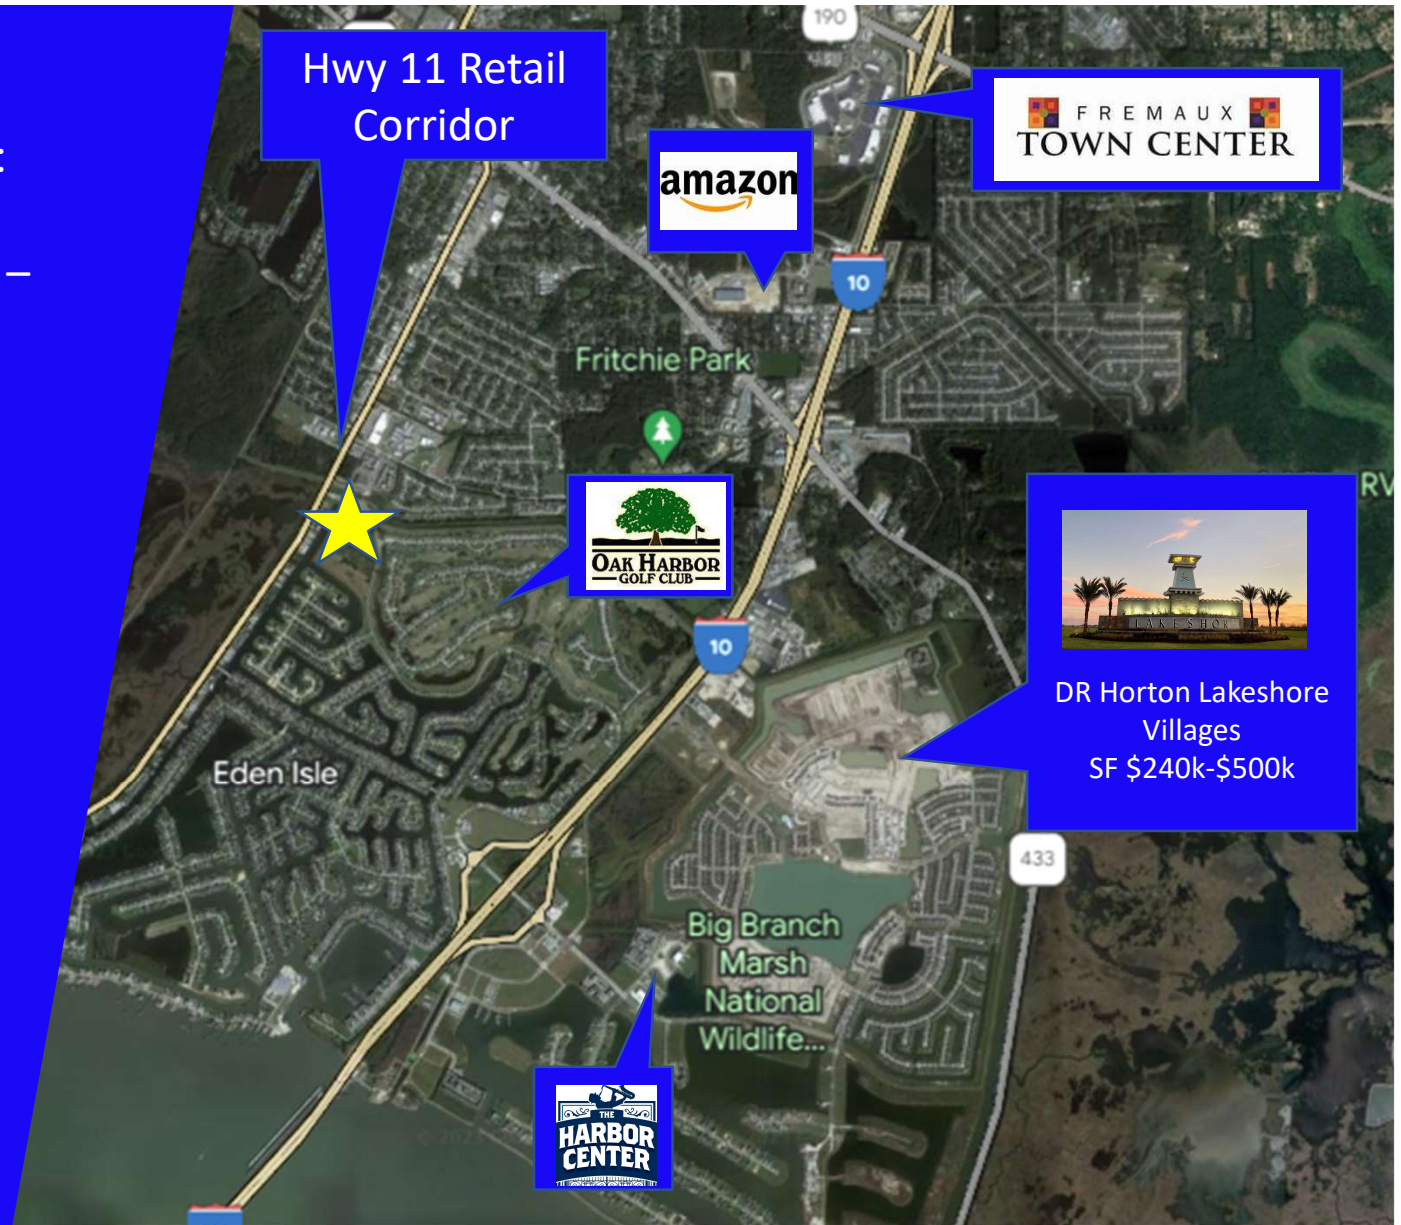 :
–
190
Hwy 11 Retail
Corridor
FREMAUX
TOWN CENTER
amazon
10
Fritchie Park
RV
OAK HARBOR
GOLF CLUB
LAKESHOR
10
DR Horton Lakeshore
Villages
SF $240k-$500k
Eden Isle
433
Big Branch
Marsh
National
Wildlife...
THE
HARBOR
CENTER